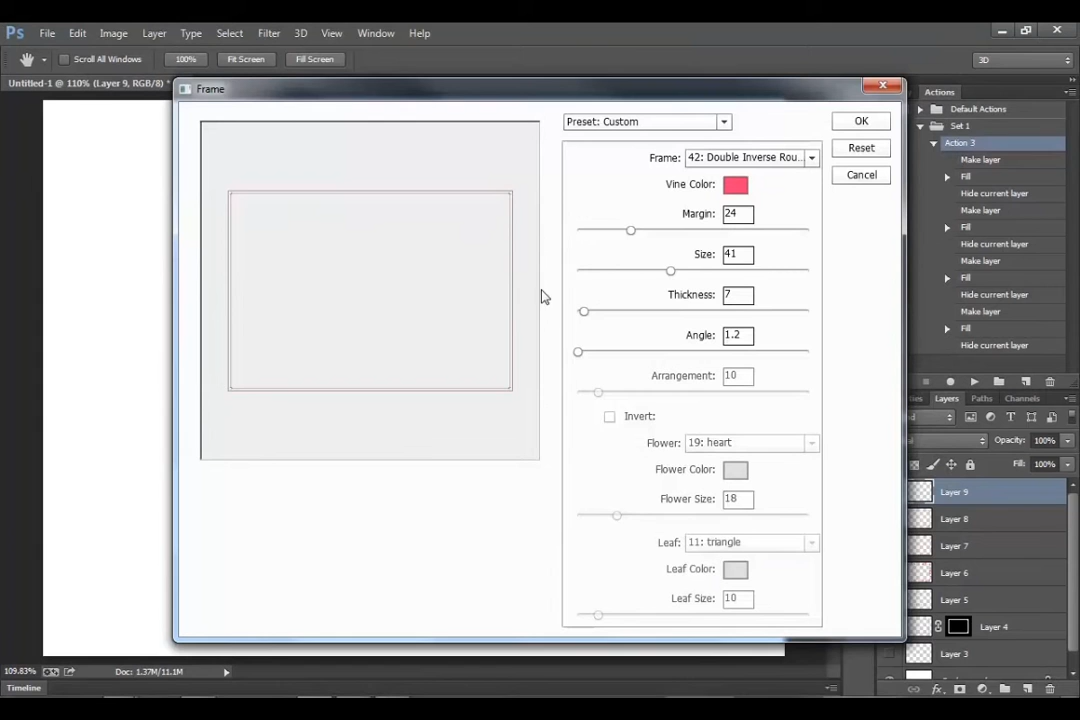 Ps File Edit Image Layer Type Select Filter 3D View Window Help
Scroll All Windows 100% Fit Screen Fill Screen 3D
Untitled-1 @ 110% (Layer 9, RGB/8) *
Frame
Preset: Custom
OK
Reset
Cancel
Frame: 42: Double Inverse Rou...
Vine Color:
Margin: 24
Size: 41
Thickness: 7
Angle: 1.2
Arrangement: 10
Invert:
Flower: 19: heart
Flower Color:
Flower Size: 18
Leaf: 11: triangle
Leaf Color:
Leaf Size: 10
Actions
Default Actions
Set 1
Action 3
Make layer
Fill
Hide current layer
Make layer
Fill
Hide current layer
Make layer
Fill
Hide current layer
Fill
Hide current layer
Layers Paths Channels
Opacity: 100%
Fill: 100%
Layer 9
Layer 8
Layer 7
Layer 6
Layer 5
Layer 4
Layer 3
109.83% Doc: 1.37M/11.1M
Timeline